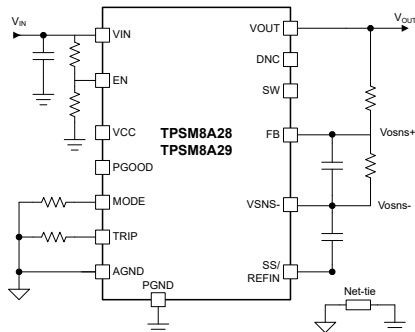 VIN
VOUT
VIN
VOUT
DNC
EN
SW
VCC
TPSM8A28
TPSM8A29
FB
Vosns+
PGOOD
MODE
VSNS-
Vosns-
TRIP
AGND
PGND
SS/
REFIN
Net-tie